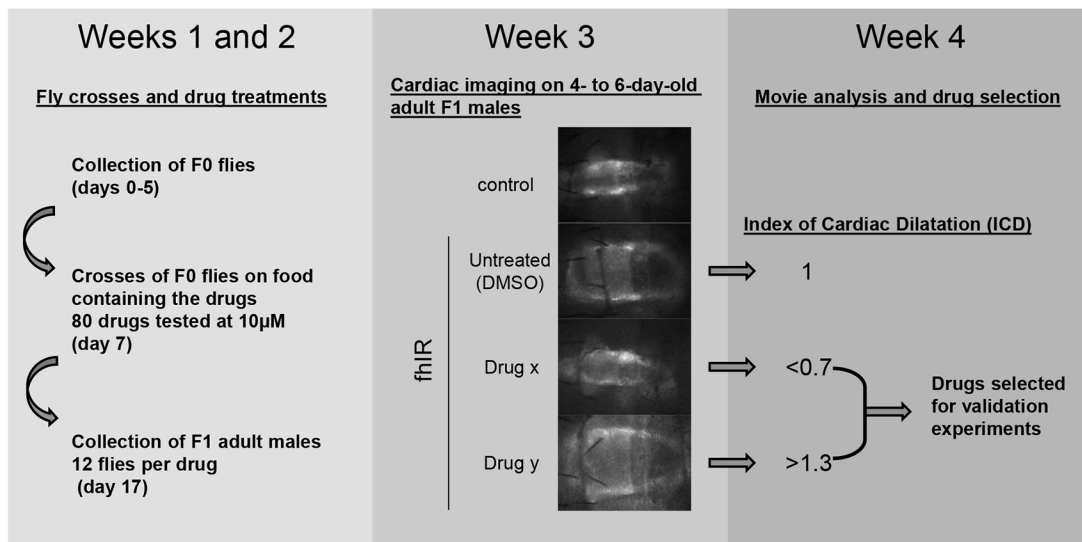 Weeks 1 and 2
Fly crosses and drug treatments
Collection of F0 flies
(days 0-5)
Crosses of F0 flies on food
containing the drugs
80 drugs tested at 10µM
(day 7)
Collection of F1 adult males
12 flies per drug
(day 17)
Week 3
Cardiac imaging on 4- to 6-day-old
adult F1 males
control
fhIR
Untreated
(DMSO)
Drug x
Drug y
Week 4
Movie analysis and drug selection
Index of Cardiac Dilatation (ICD)
1
<0.7
>1.3
Drugs selected
for validation
experiments